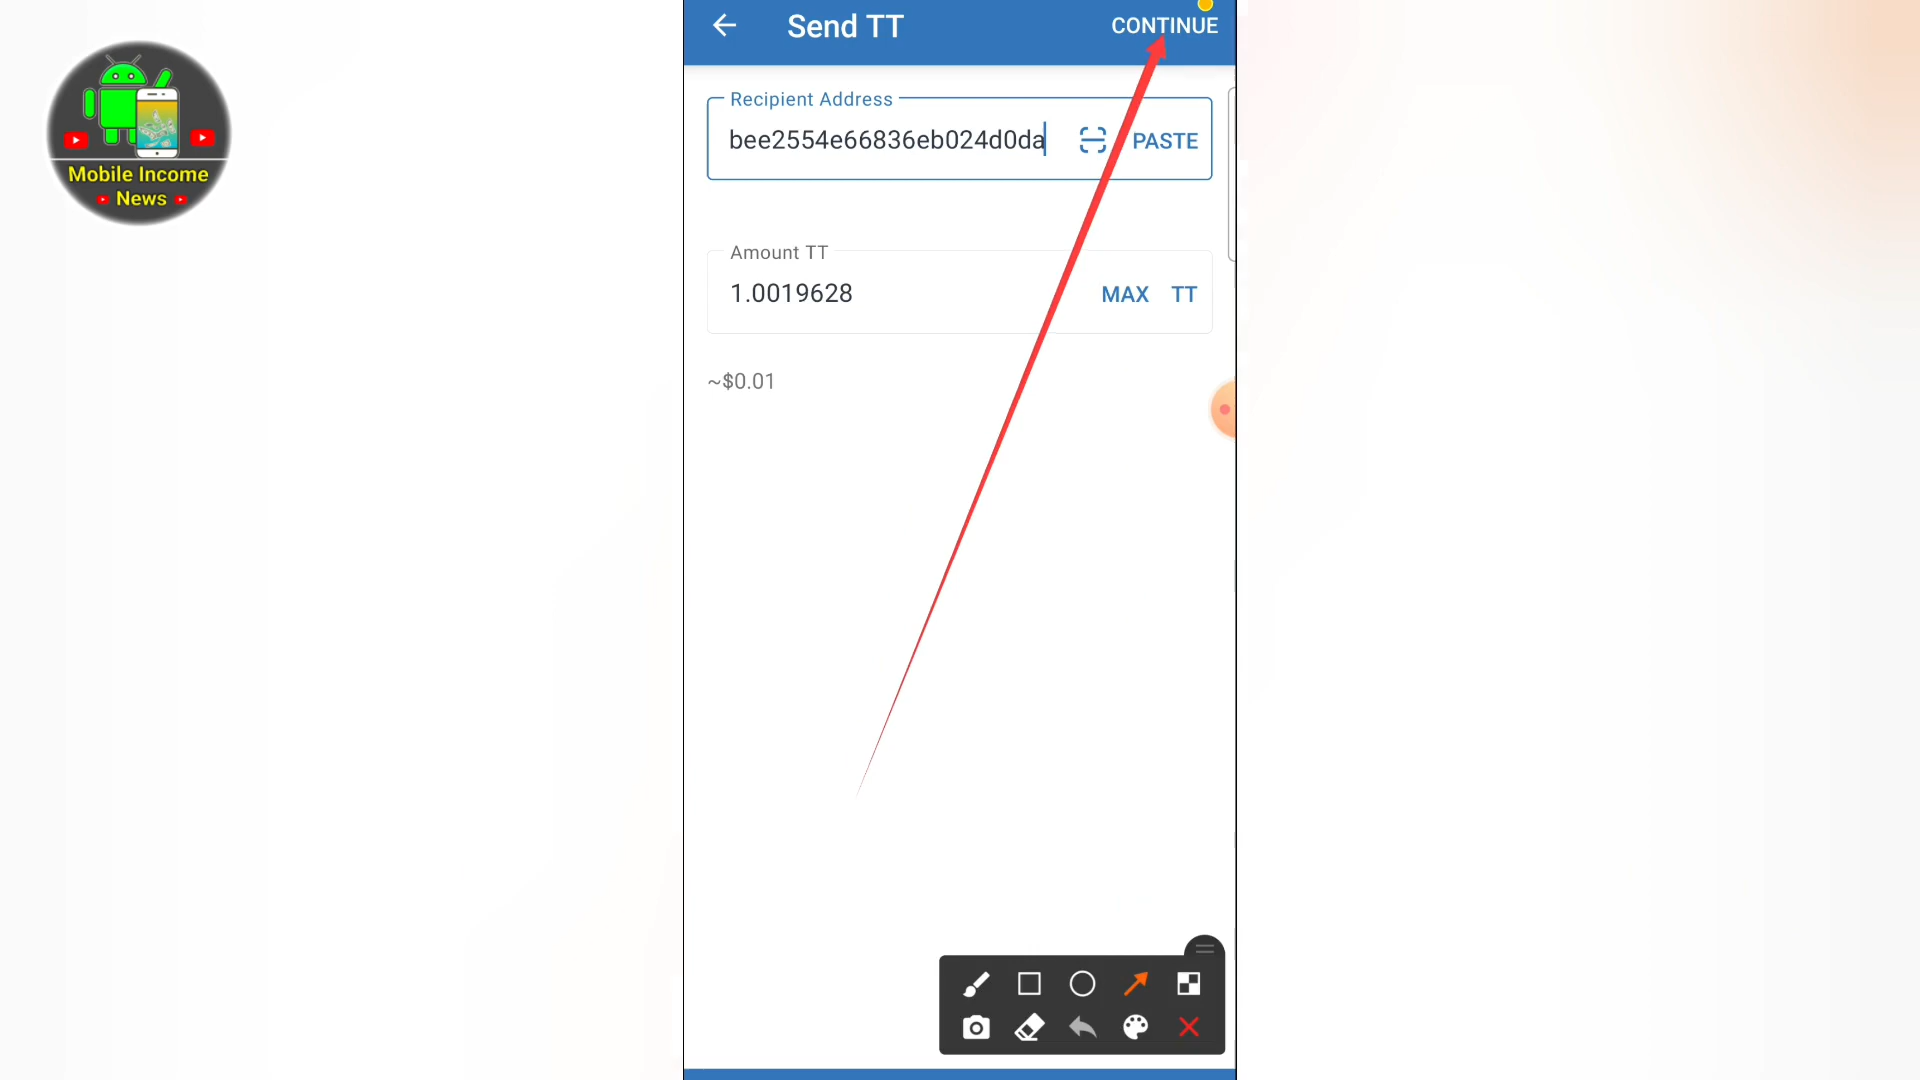 Mobile Income
News
Send TT
CONTINUE
Recipient Address
bee2554e66836eb024d0da
PASTE
Amount TT
1.0019628
MAX TT
~$0.01